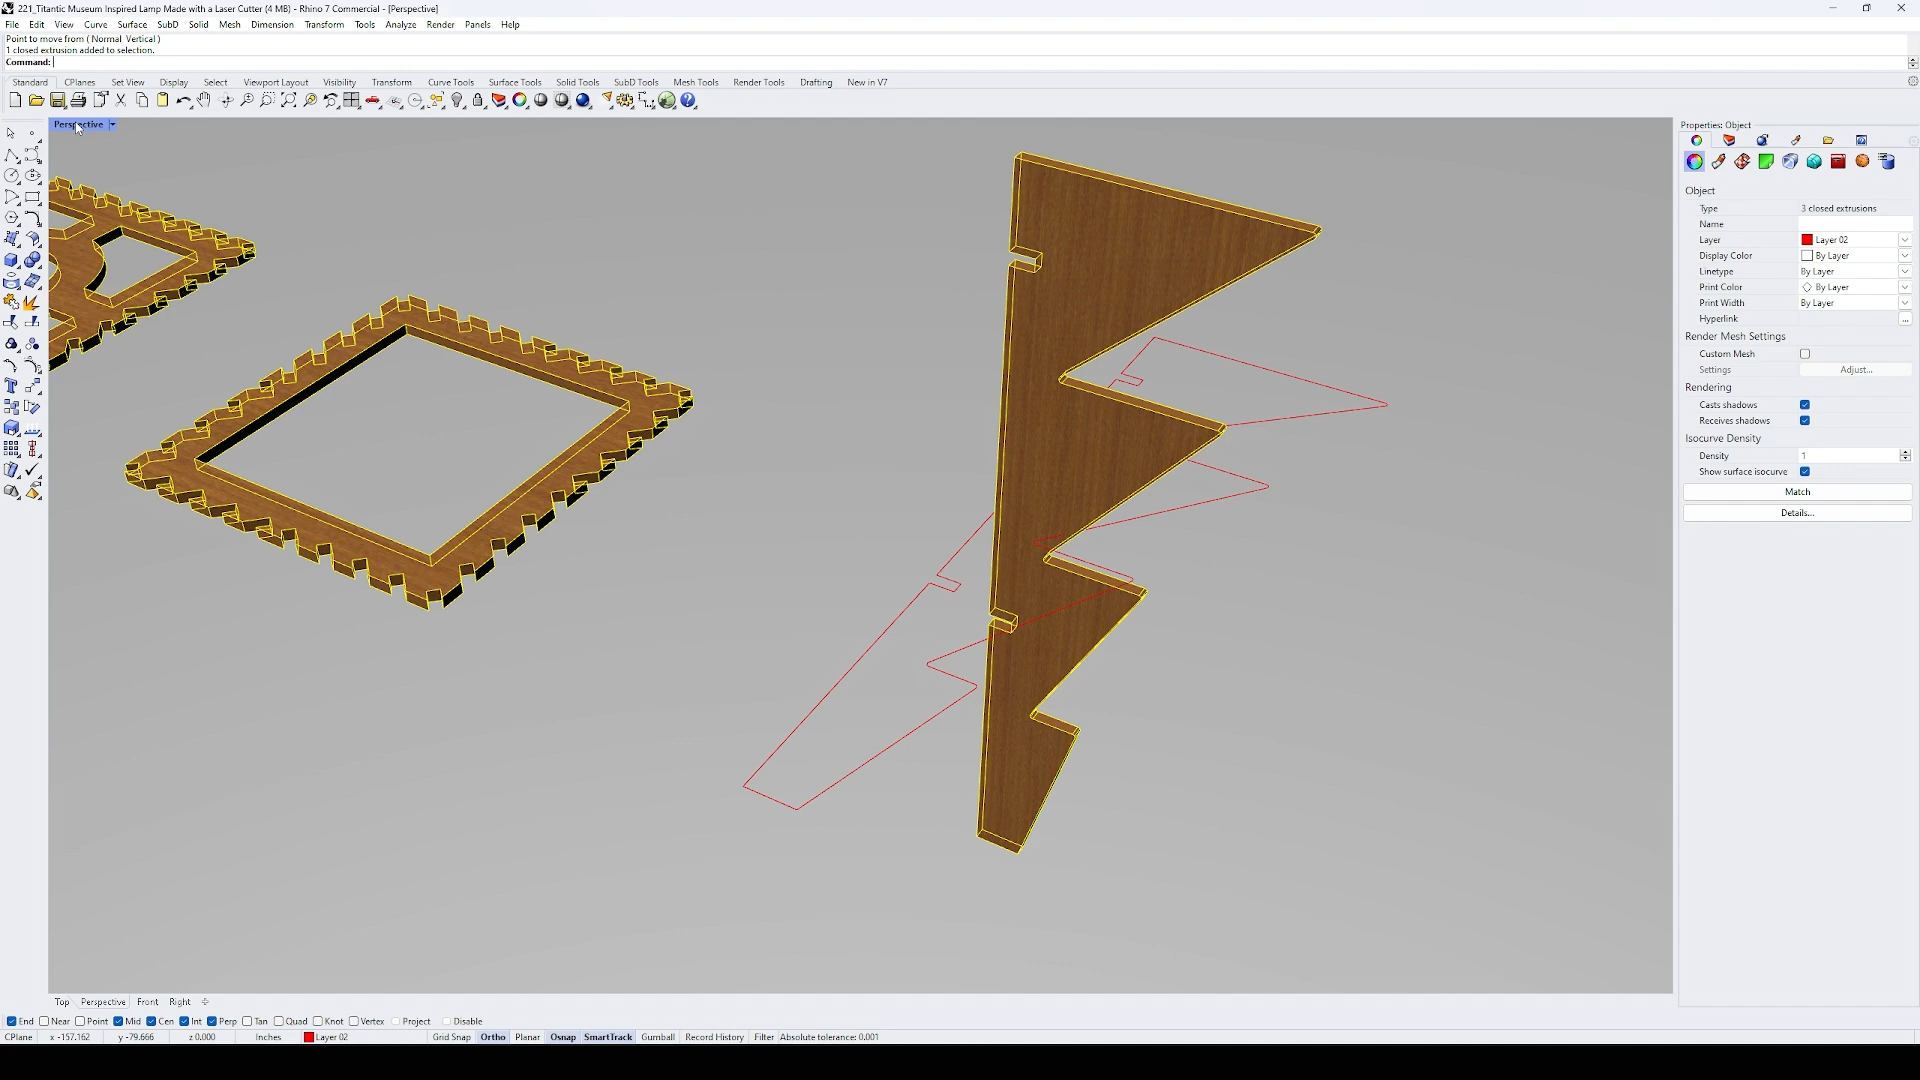 221_Titantic Museum Inspired Lamp Made with a Laser Cutter (4 MB) - Rhino 7 Commercial - [Perspective]
File Edit View Curve Surface SubD Solid Mesh Dimension Transform Tools Analyze Render Panels Help
Point to move from ( Normal Vertical )
1 closed extrusion added to selection.
Command:
Standard CPlanes Set View Display Select Viewport Layout Visibility Transform Curve Tools Surface Tools Solid Tools SubD Tools Mesh Tools Render Tools Drafting New in V7
Perspective
Properties: Object
Object
Type 3 closed extrusions
Name
Layer Layer 02
Display Color By Layer
Linetype By Layer
Print Color By Layer
Print Width By Layer
Hyperlink ...
Render Mesh Settings
Custom Mesh
Settings Adjust...
Rendering
Casts shadows
Receives shadows
Isocurve Density
Density 1
Show surface isocurve
Match
Details...
Top Perspective Front Right
End Near Point Mid Cen Int Perp Tan Quad Knot Vertex Project Disable
CPlane x -157.162 y -79.666 z 0.000 Inches Layer 02 Grid Snap Ortho Planar Osnap SmartTrack Gumball Record History Filter Absolute tolerance: 0.001